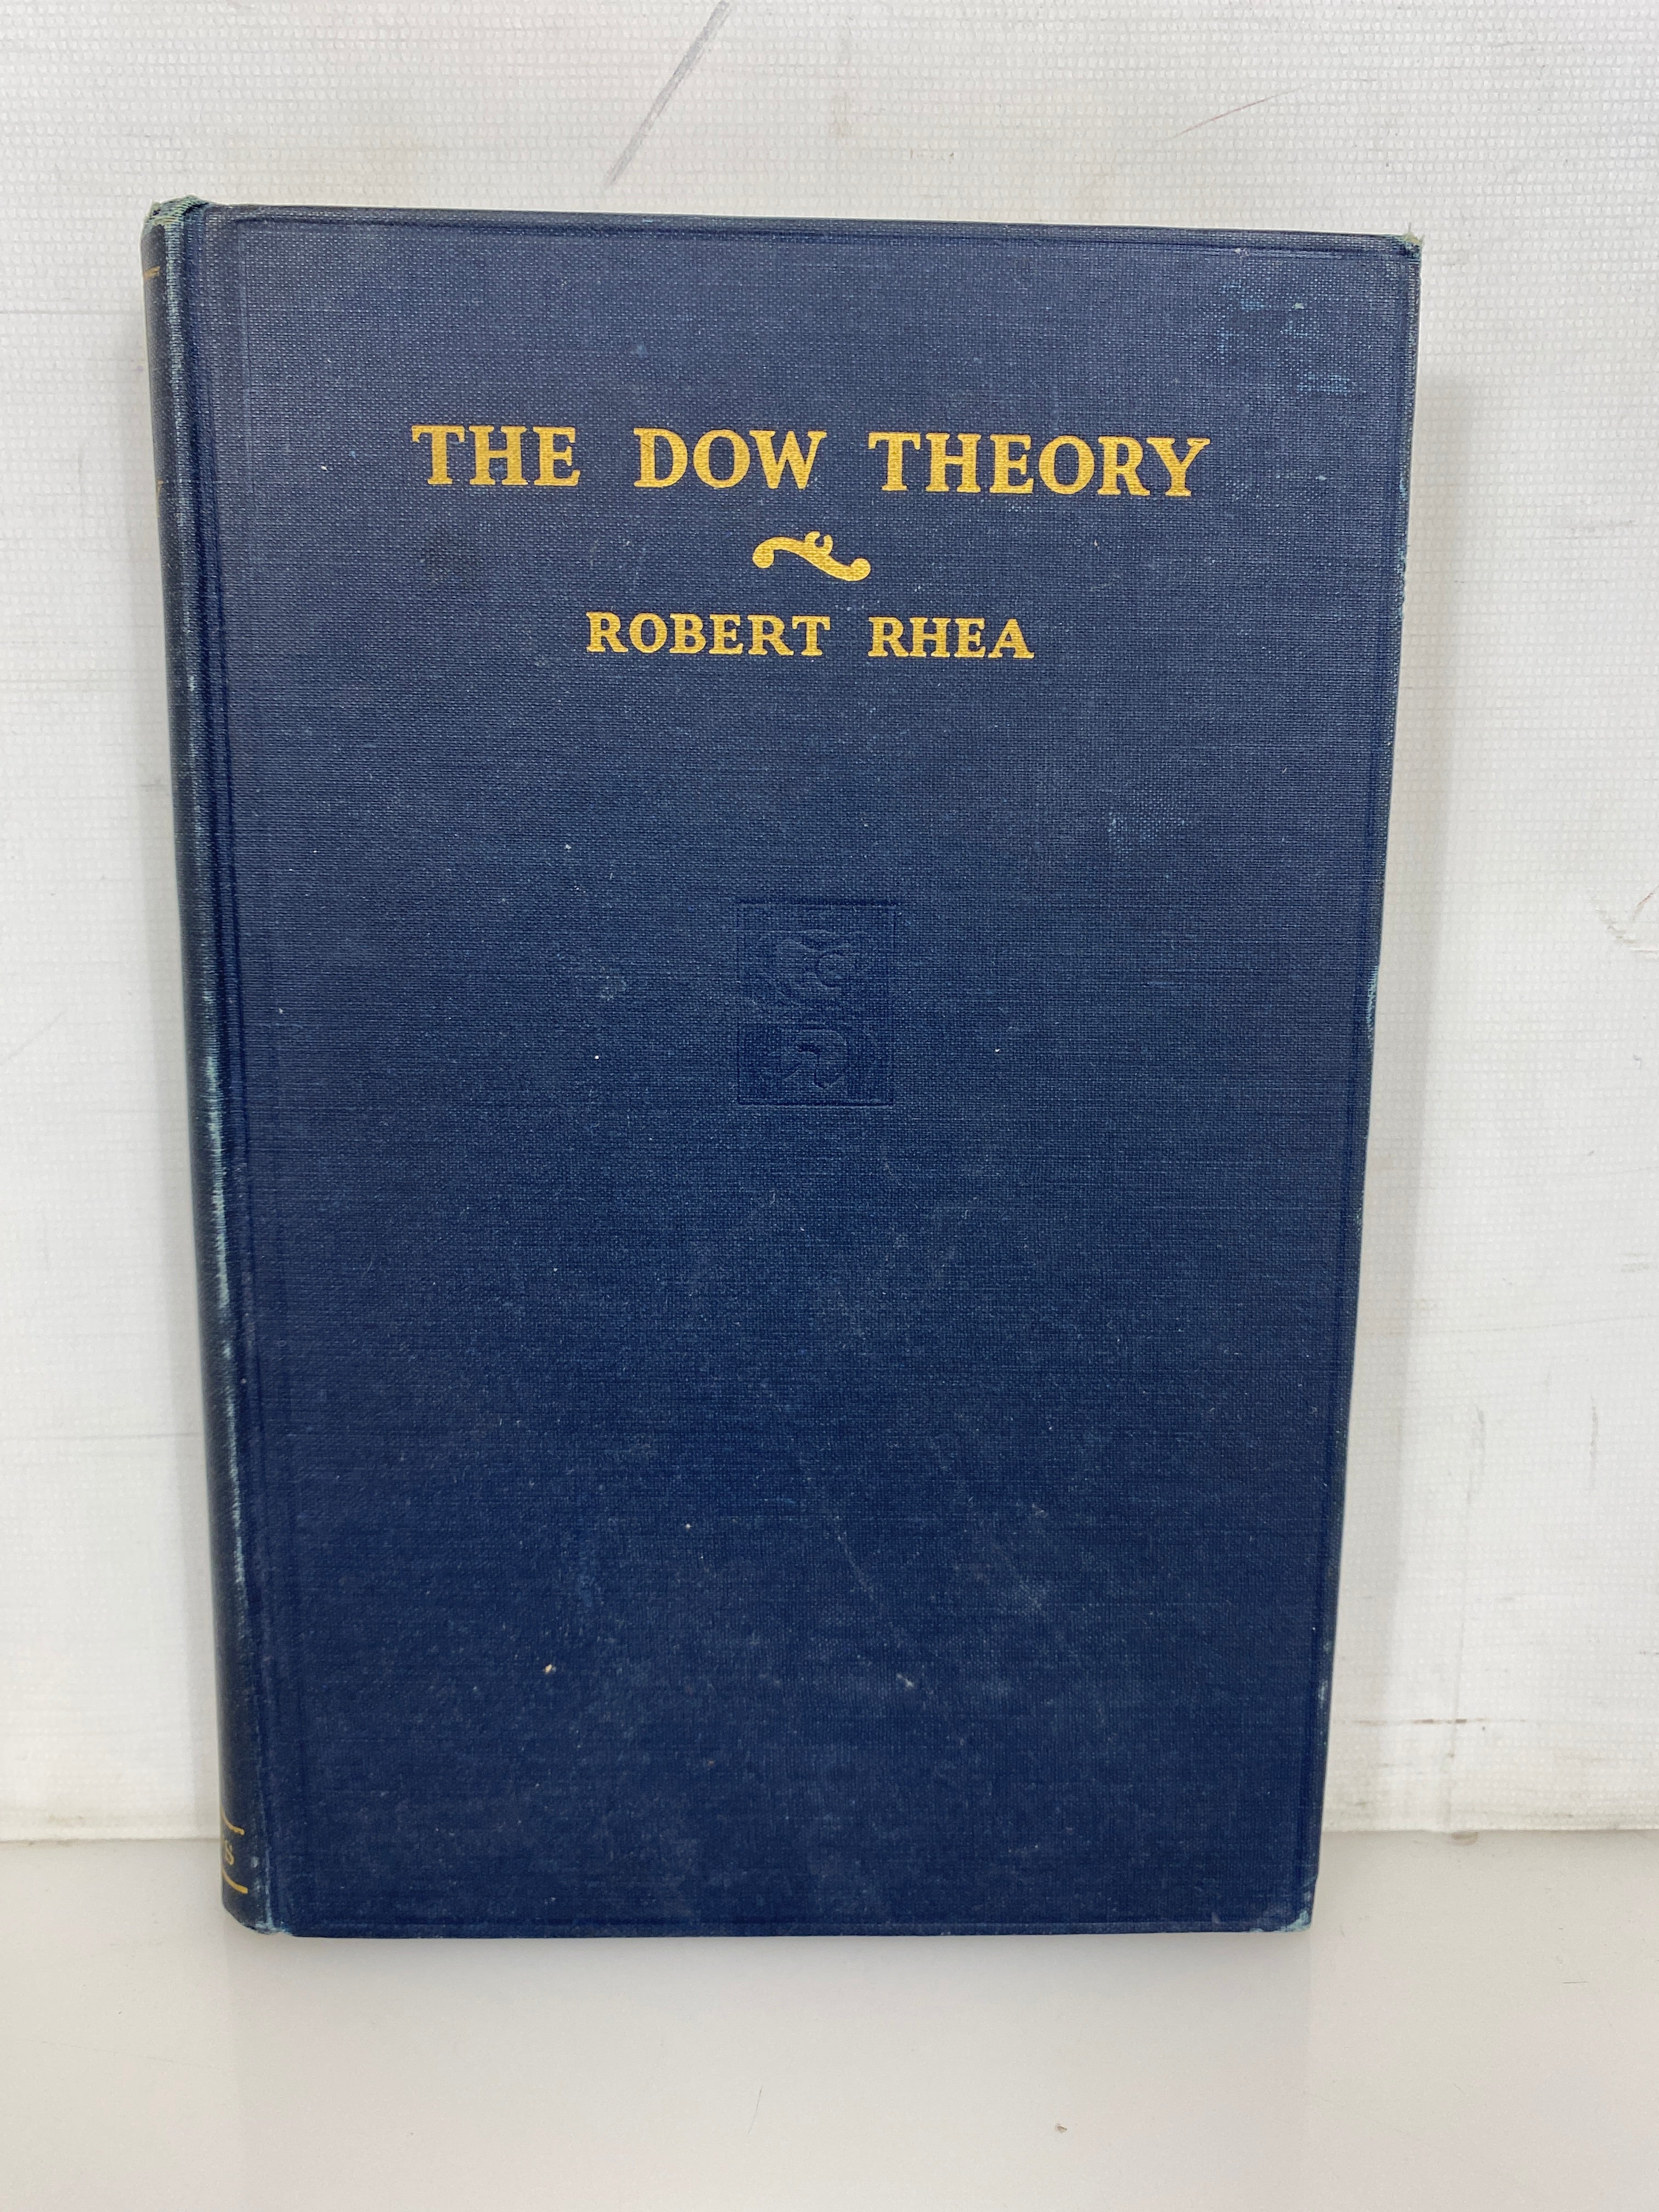 THE DOW THEORY
ROBERT RHEA